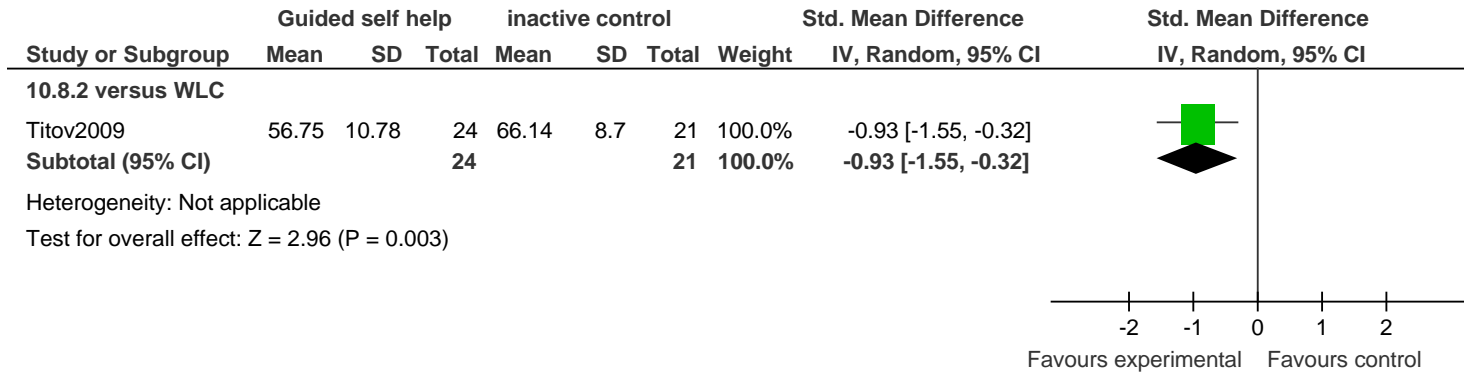 Guided self help inactive control Std. Mean Difference Std. Mean Difference
Study or Subgroup Mean SD Total Mean SD Total Weight IV, Random, 95% CI IV, Random, 95% CI
10.8.2 versus WLC
Titov2009 56.75 10.78 24 66.14 8.7 21 100.0% -0.93 [-1.55, -0.32]
Subtotal (95% CI) 24 21 100.0% -0.93 [-1.55, -0.32]
Heterogeneity: Not applicable
Test for overall effect: Z = 2.96 (P = 0.003)
-2 -1 0 1 2
Favours experimental Favours control